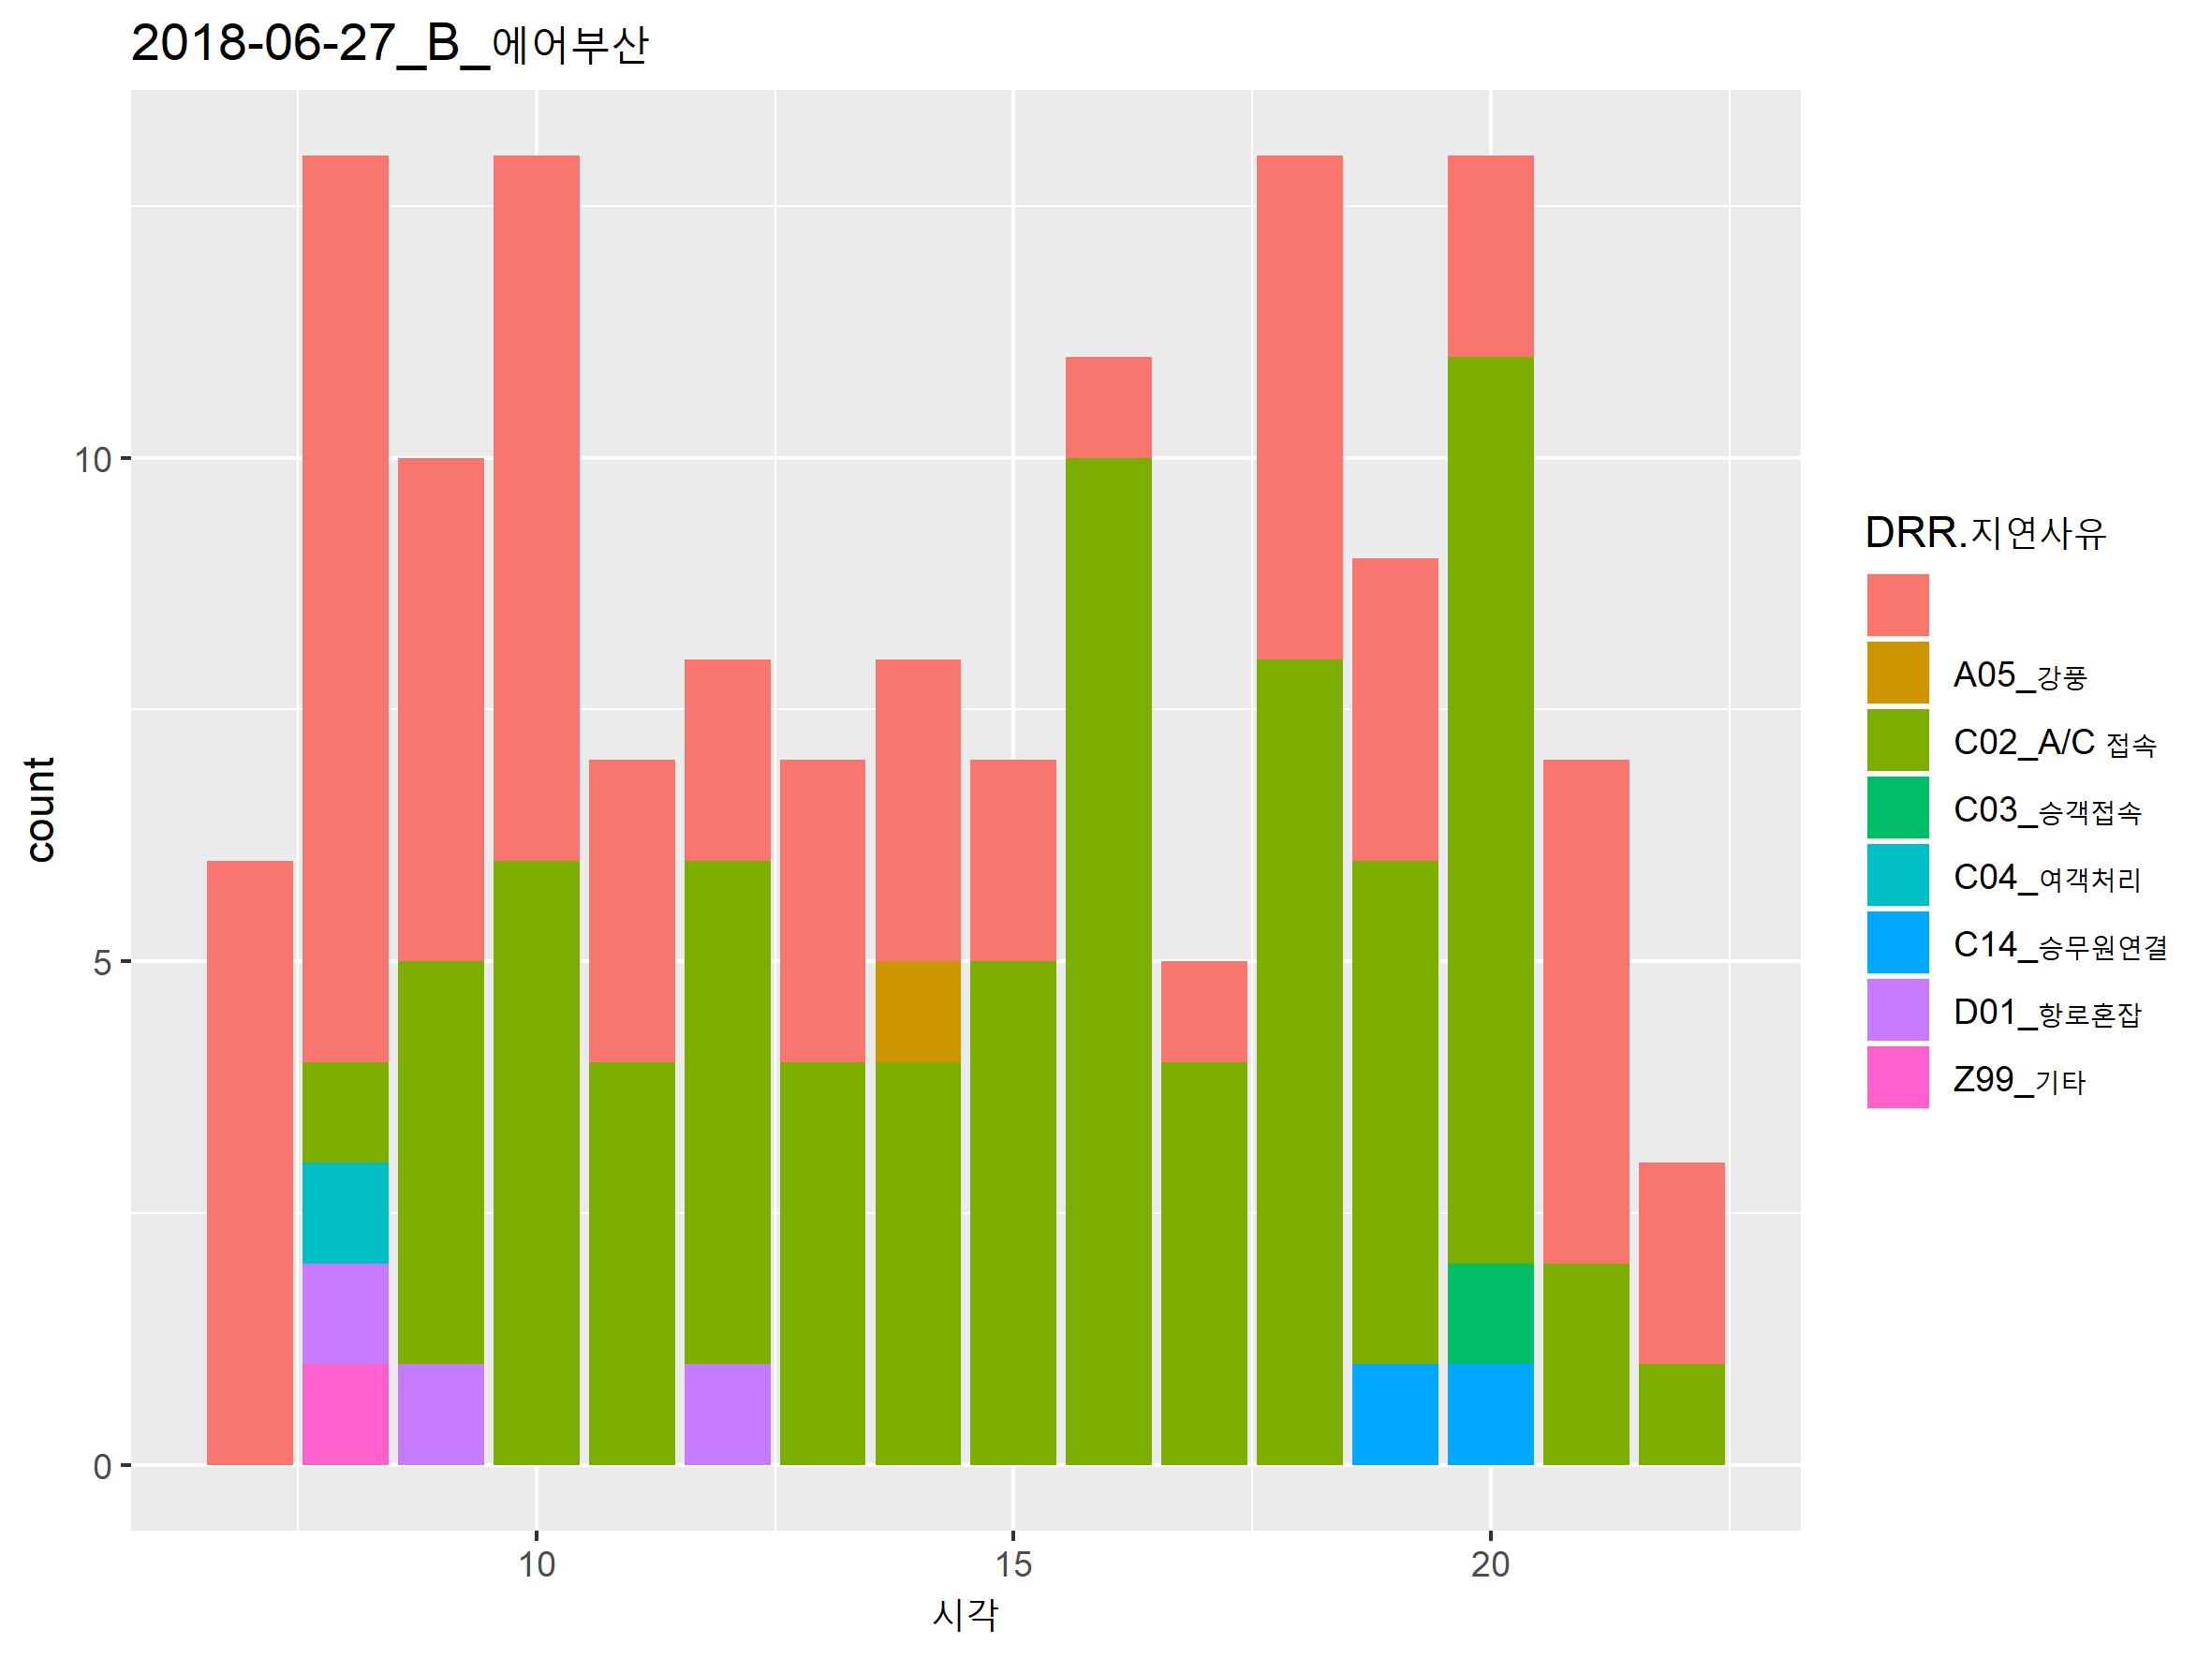 2018-06-27_B_에어부산
count
10
5
0
10
15
20
시각
DRR.지연사유
A05_강풍
C02_A/C 접속
C03_승객접속
C04_여객처리
C14_승무원연결
D01_항로혼잡
Z99_기타